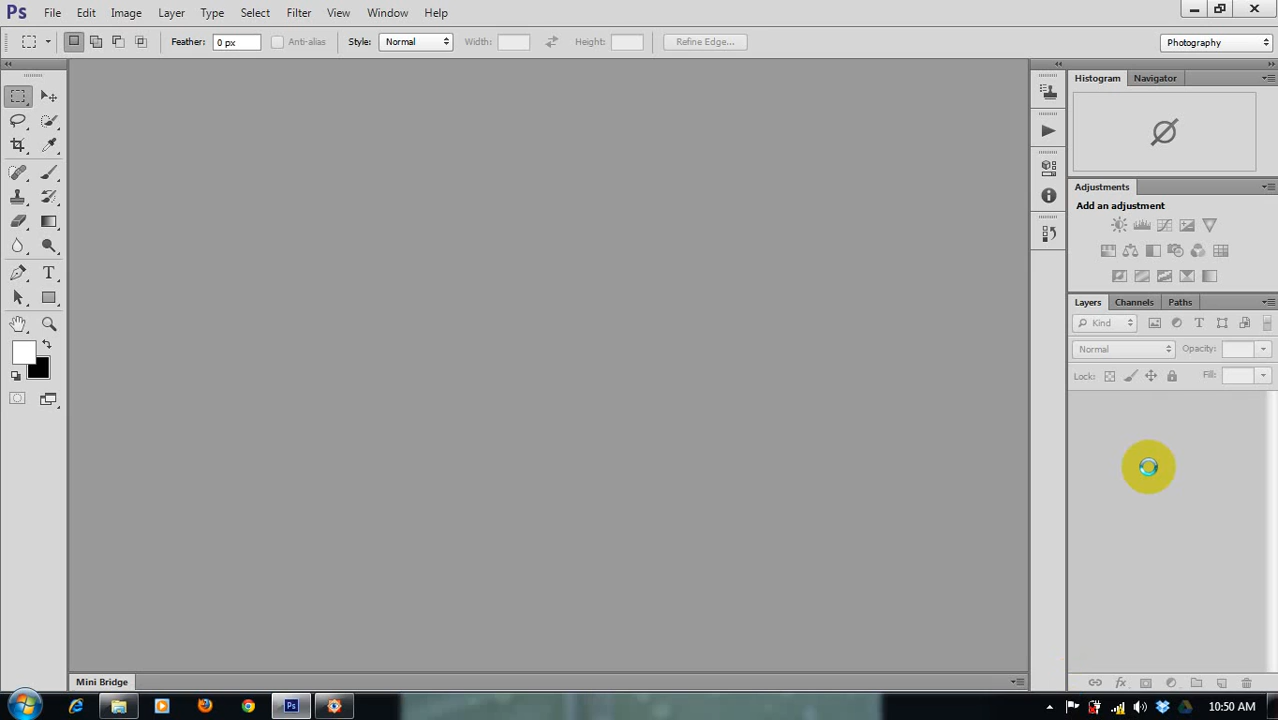 Ps File Edit Image Layer Type Select Filter View Window Help
Feather: 0 px Anti-alias Style: Normal Width: Height: Refine Edge... Photography
Histogram Navigator
Adjustments
Add an adjustment
Layers Channels Paths
Kind T
Normal Opacity:
Lock: Fill:
T
fx
Mini Bridge
Ps 10:50 AM